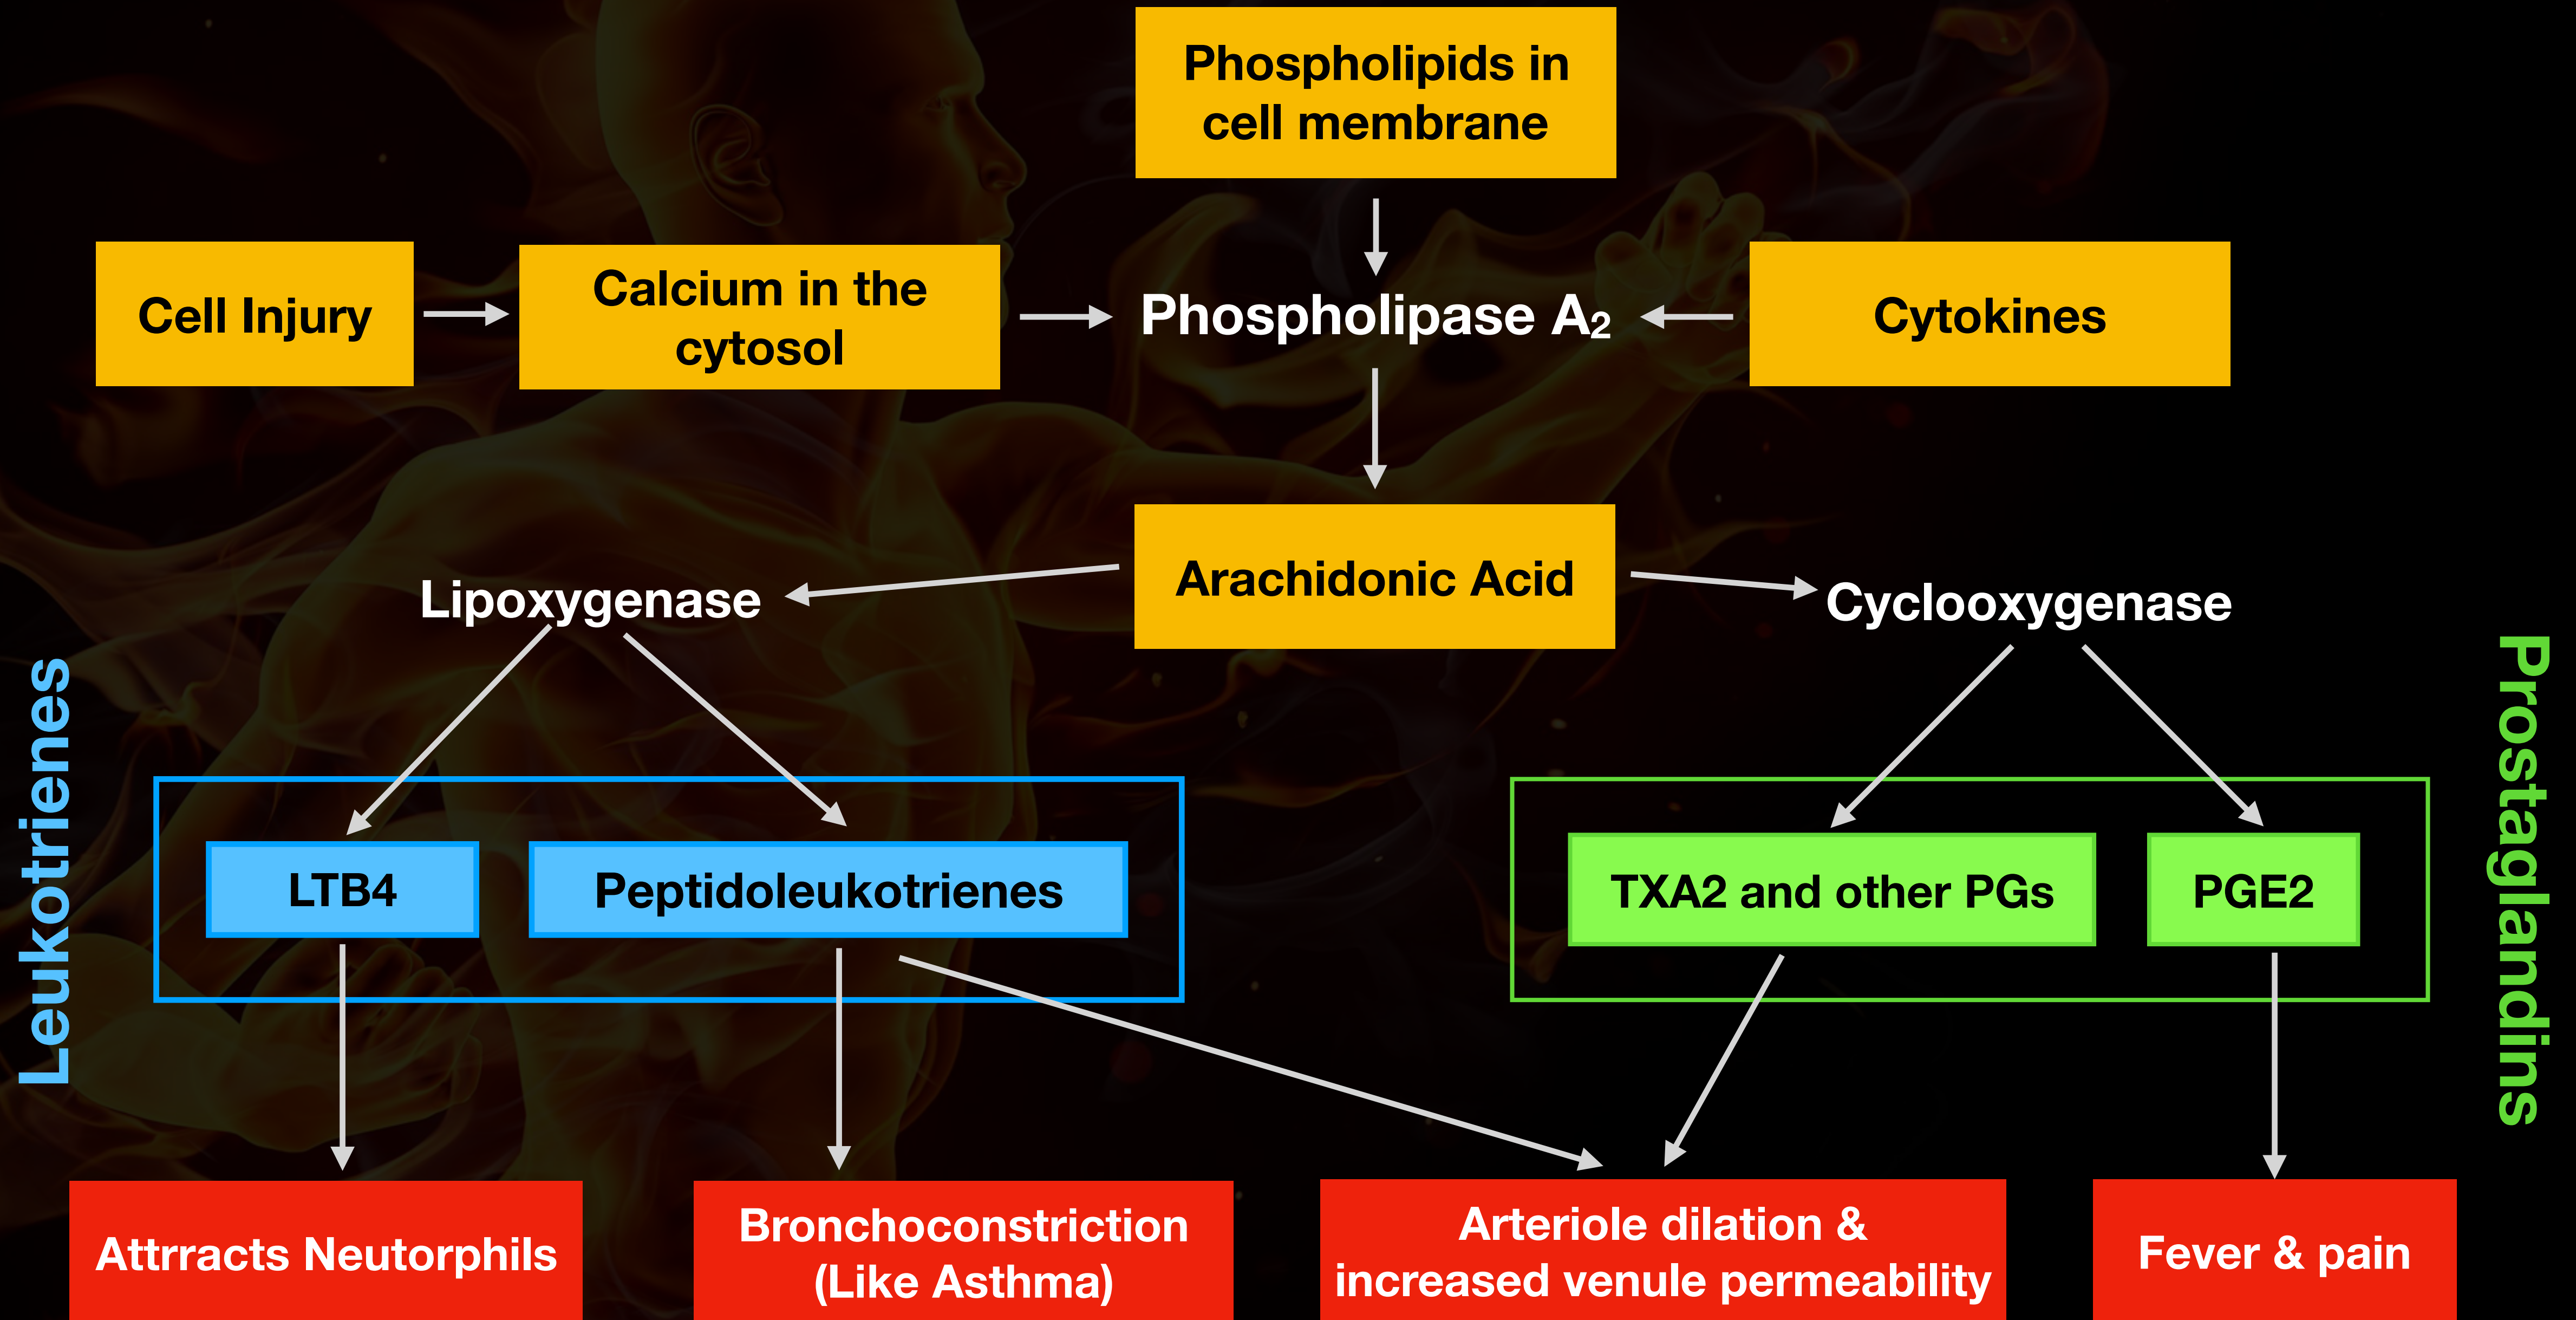 Phospholipids in
cell membrane
Cell Injury
Calcium in the
cytosol
Phospholipase A₂
Cytokines
Arachidonic Acid
Lipoxygenase
Cyclooxygenase
Leukotrienes
Prostaglandins
LTB4
Peptidoleukotrienes
TXA2 and other PGs
PGE2
Attrracts Neutorphils
Bronchoconstriction
(Like Asthma)
Arteriole dilation &
increased venule permeability
Fever & pain